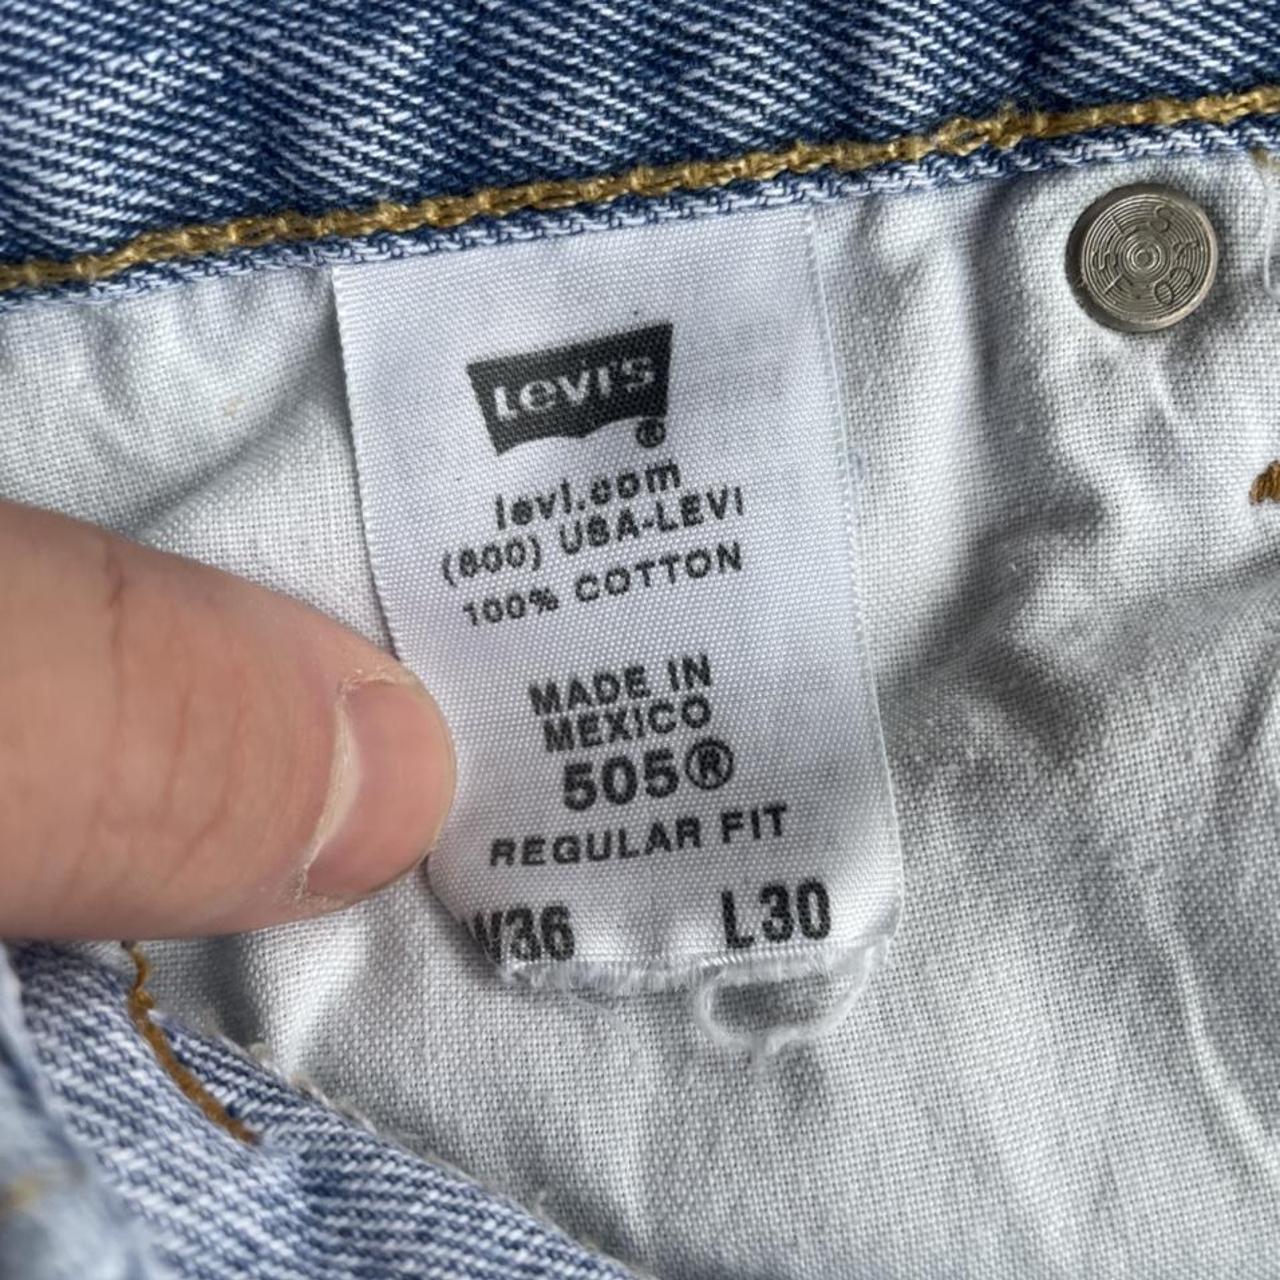 Levi's
®
levi.com
(800) USA-LEVI
100% COTTON
MADE IN
MEXICO
505®
REGULAR FIT
W36 L30